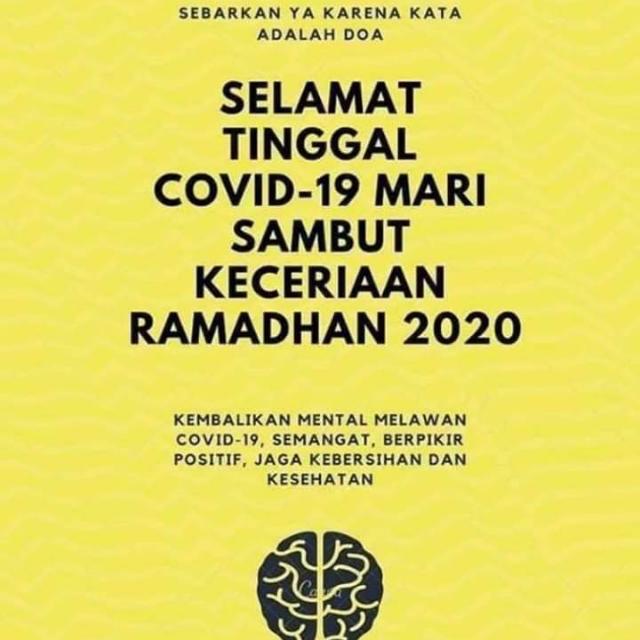 SEBARKAN YA KARENA KATA
ADALAH DOA
SELAMAT
TINGGAL
COVID-19 MARI
SAMBUT
KECERIAAN
RAMADHAN 2020
KEMBALIKAN MENTAL MELAWAN
COVID-19, SEMANGAT, BERPIKIR
POSITIF, JAGA KEBERSIHAN DAN
KESEHATAN
Canva